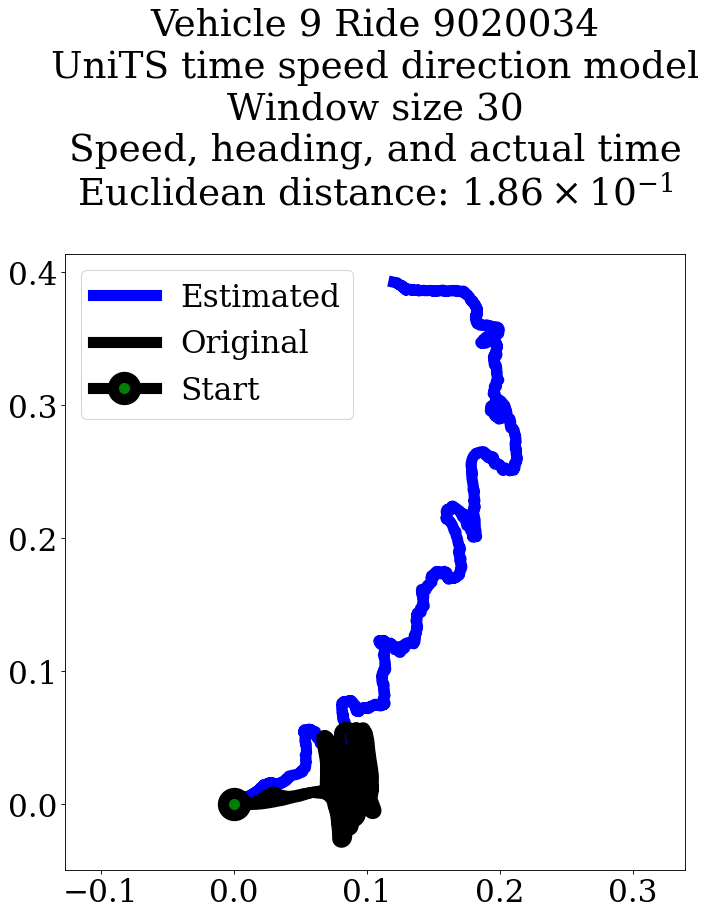 Vehicle 9 Ride 9020034
UniTS time speed direction model
Window size 30
Speed, heading, and actual time
Euclidean distance: 1.86 × 10⁻¹
Estimated
Original
Start
0.4
0.3
0.2
0.1
0.0
−0.1 0.0 0.1 0.2 0.3